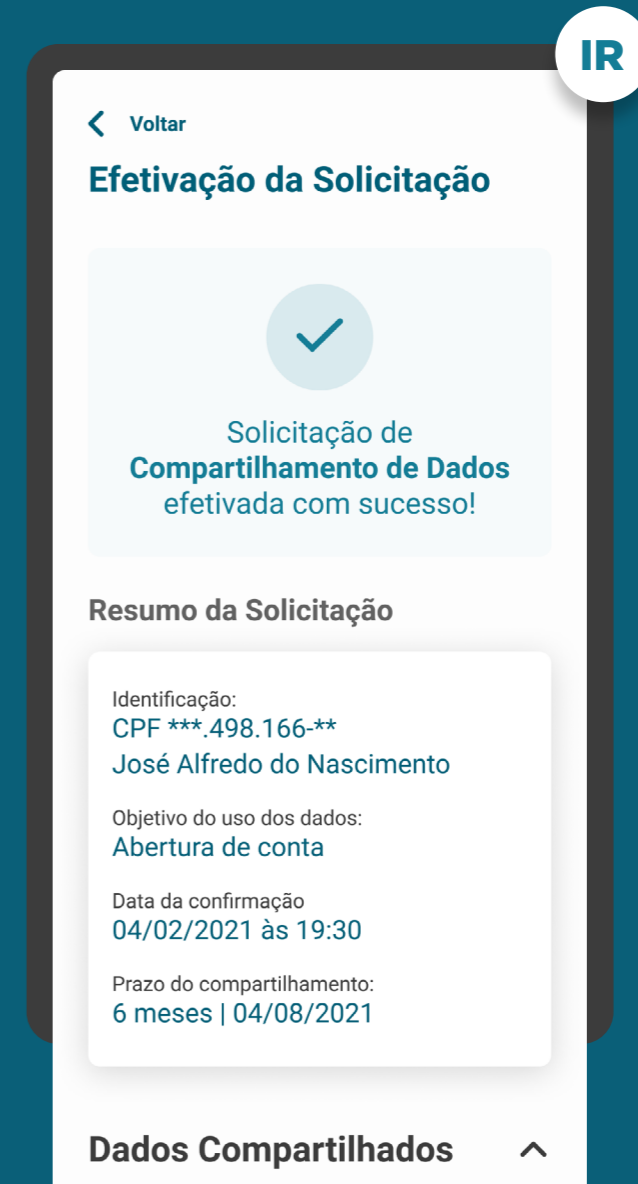 IR
Voltar
Efetivação da Solicitação
Solicitação de
Compartilhamento de Dados
efetivada com sucesso!
Resumo da Solicitação
Identificação:
CPF ***.498.166-**
José Alfredo do Nascimento
Objetivo do uso dos dados:
Abertura de conta
Data da confirmação
04/02/2021 às 19:30
Prazo do compartilhamento:
6 meses | 04/08/2021
Dados Compartilhados